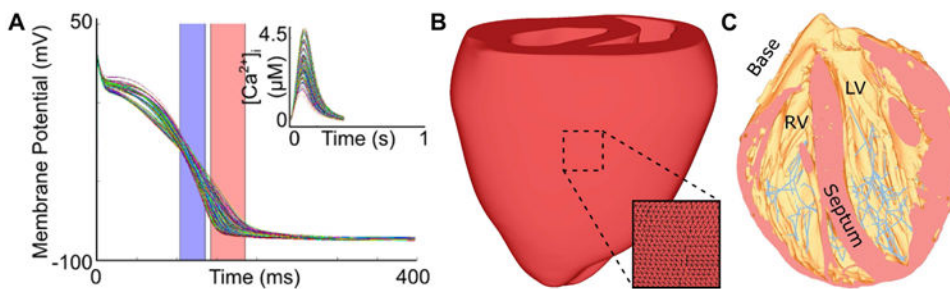 A
50
Membrane Potential (mV)
-100
0
Time (ms)
400
4.5
[Ca²⁺]ᵢ
(μM)
0
0
Time (s)
1
B
C
Base
LV
RV
Septum